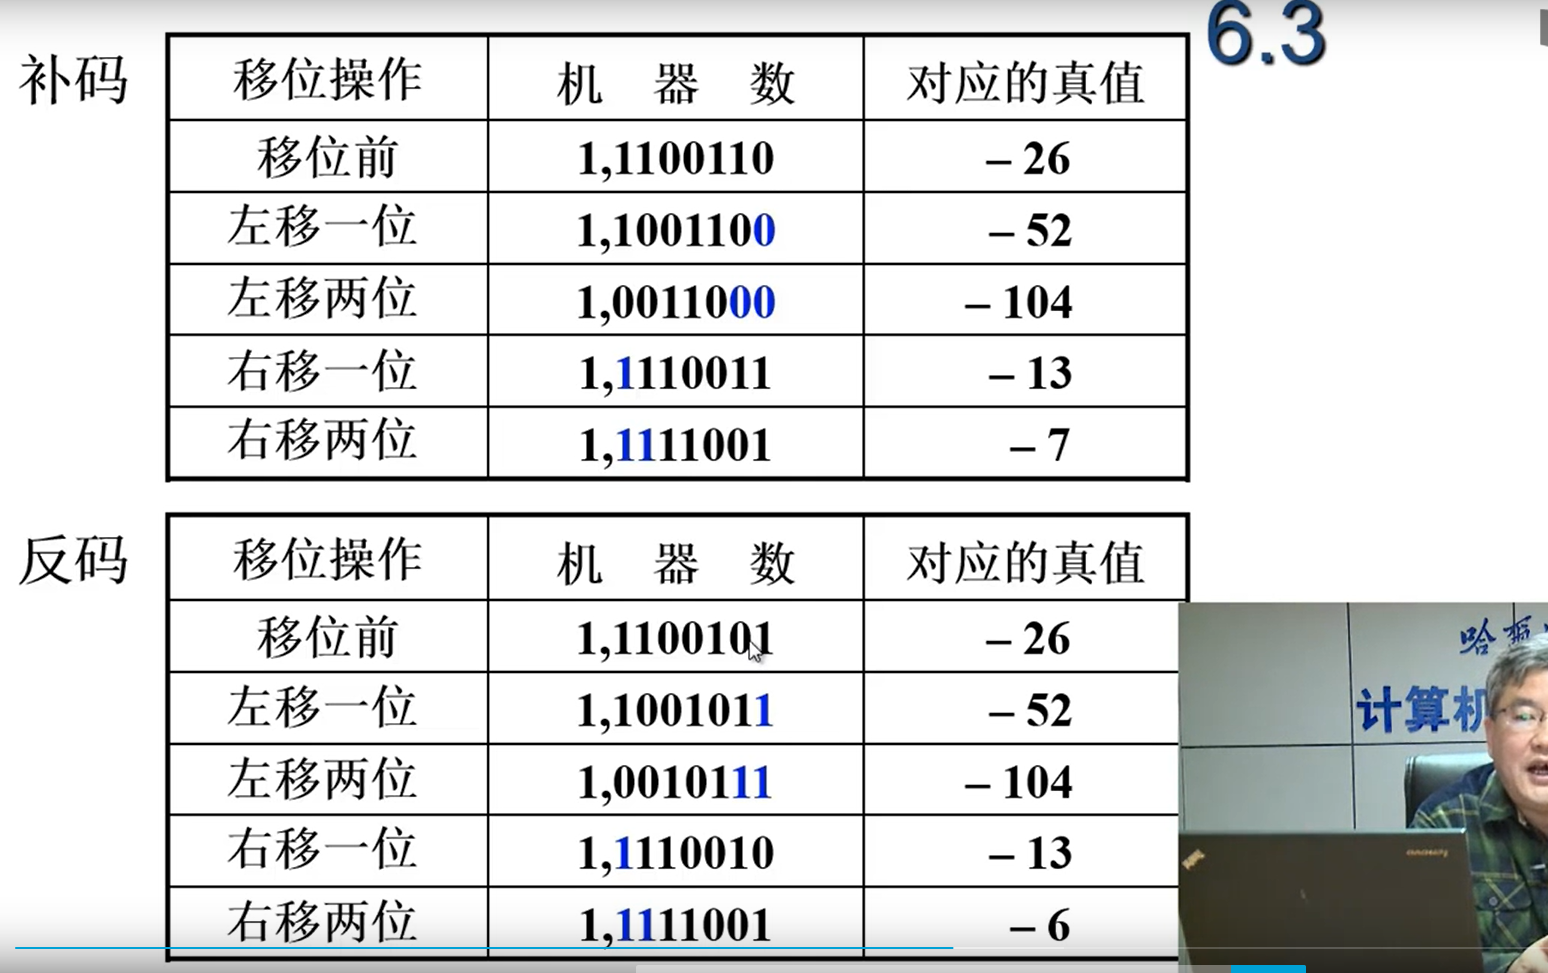 6.3
补码
移位操作 机 器 数 对应的真值
移位前 1,1100110 – 26
左移一位 1,1001100 – 52
左移两位 1,0011000 – 104
右移一位 1,1110011 – 13
右移两位 1,1111001 – 7
反码
移位操作 机 器 数 对应的真值
移位前 1,1100101 – 26
左移一位 1,1001011 – 52
左移两位 1,0010111 – 104
右移一位 1,1110010 – 13
右移两位 1,1111001 – 6
哈
计算机
lenovo